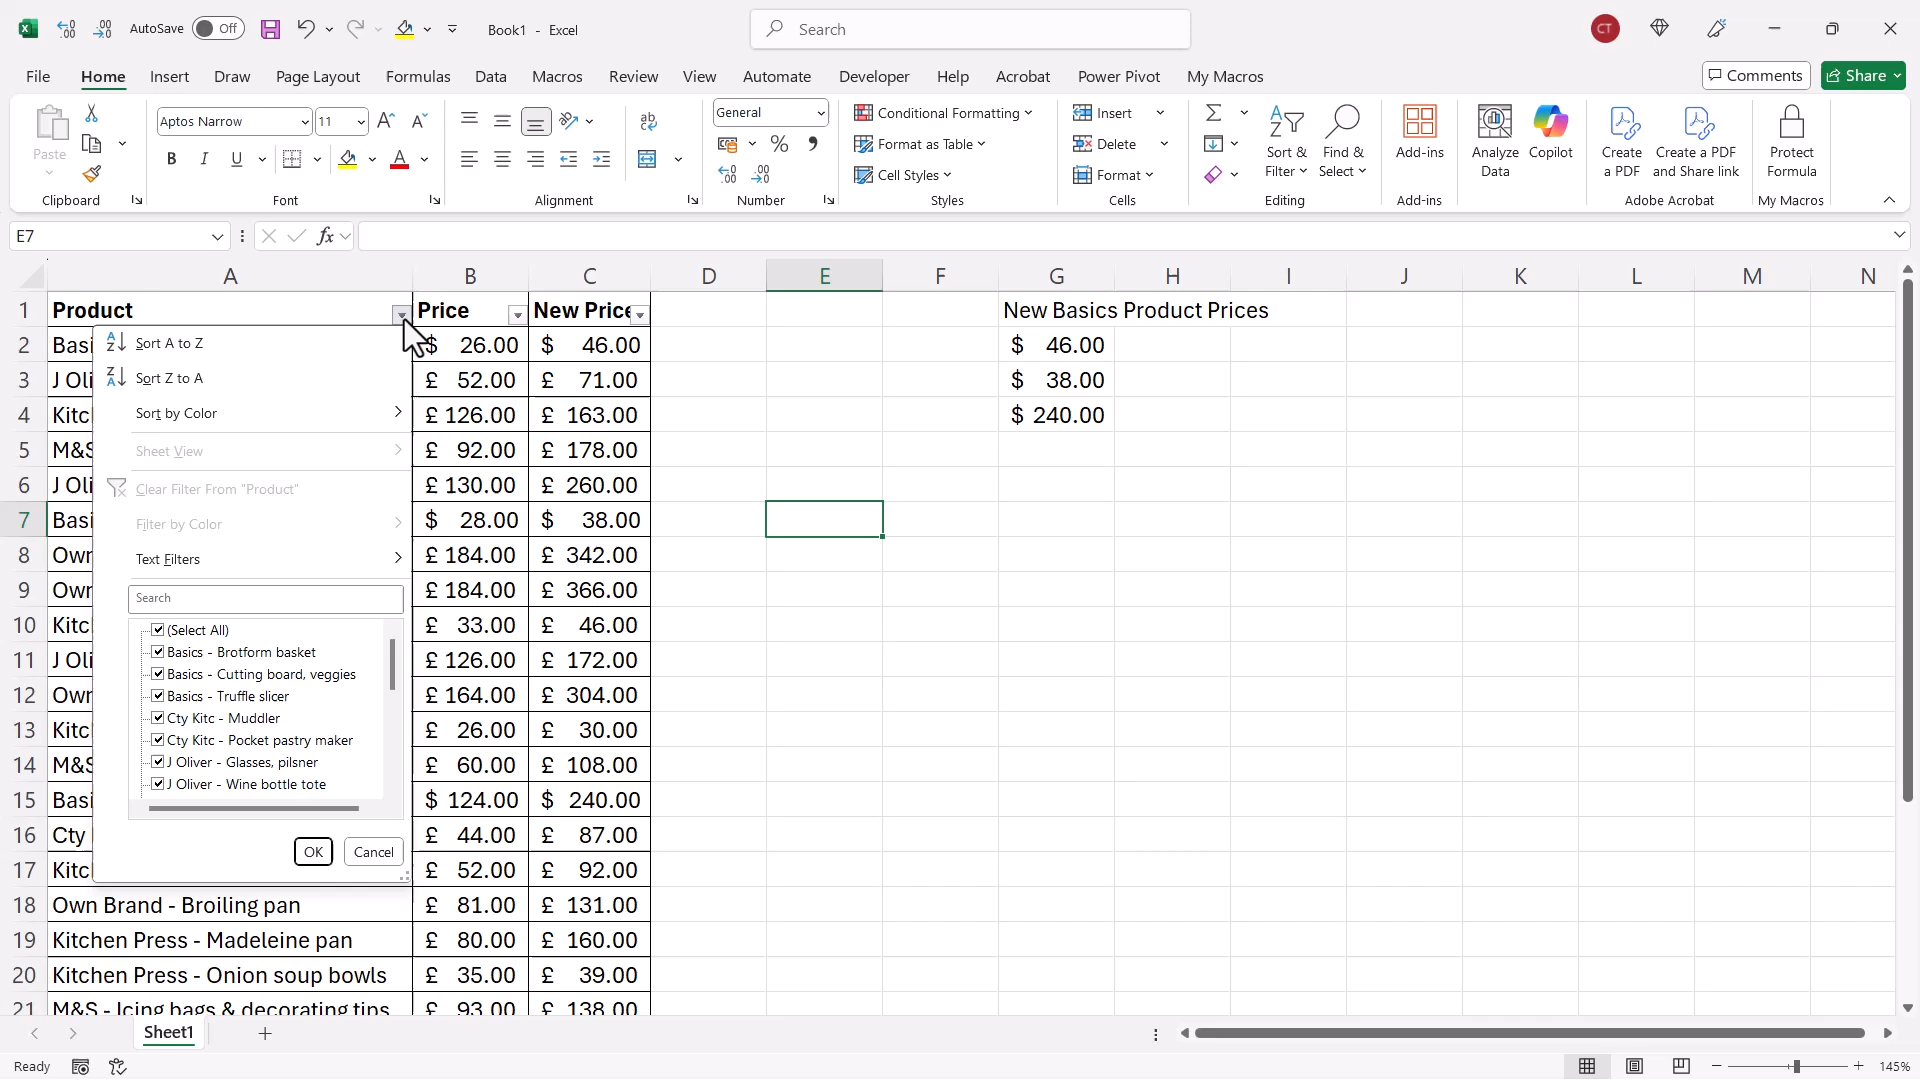 AutoSave Off Book1 - Excel Search CT
File Home Insert Draw Page Layout Formulas Data Macros Review View Automate Developer Help Acrobat Power Pivot My Macros Comments Share
Paste
Clipboard
Aptos Narrow 11
B I U A
Font
Alignment
General
Number
Conditional Formatting
Format as Table
Cell Styles
Styles
Insert
Delete
Format
Cells
Sort & Filter
Find & Select
Editing
Add-ins
Add-ins
Analyze Data
Copilot
Create a PDF
Create a PDF and Share link
Adobe Acrobat
Protect Formula
My Macros
E7 fx
A B C D E F G H I J K L M N
1 Product Price New Price New Basics Product Prices
2 Basi $ 26.00 $ 46.00 $ 46.00
3 J Oli £ 52.00 £ 71.00 $ 38.00
4 Kitc £ 126.00 £ 163.00 $ 240.00
5 M&S £ 92.00 £ 178.00
6 J Oli £ 130.00 £ 260.00
7 Basi $ 28.00 $ 38.00
8 Own £ 184.00 £ 342.00
9 Own £ 184.00 £ 366.00
10 Kitc £ 33.00 £ 46.00
11 J Oli £ 126.00 £ 172.00
12 Own £ 164.00 £ 304.00
13 Kitc £ 26.00 £ 30.00
14 M&S £ 60.00 £ 108.00
15 Basi $ 124.00 $ 240.00
16 Cty £ 44.00 £ 87.00
17 Kitc £ 52.00 £ 92.00
18 Own Brand - Broiling pan £ 81.00 £ 131.00
19 Kitchen Press - Madeleine pan £ 80.00 £ 160.00
20 Kitchen Press - Onion soup bowls £ 35.00 £ 39.00
21 M&S - Icing bags & decorating tips £ 93.00 £ 138.00
Sort A to Z
Sort Z to A
Sort by Color
Sheet View
Clear Filter From "Product"
Filter by Color
Text Filters
Search
(Select All)
Basics - Brotform basket
Basics - Cutting board, veggies
Basics - Truffle slicer
Cty Kitc - Muddler
Cty Kitc - Pocket pastry maker
J Oliver - Glasses, pilsner
J Oliver - Wine bottle tote
OK Cancel
Sheet1
Ready 145%